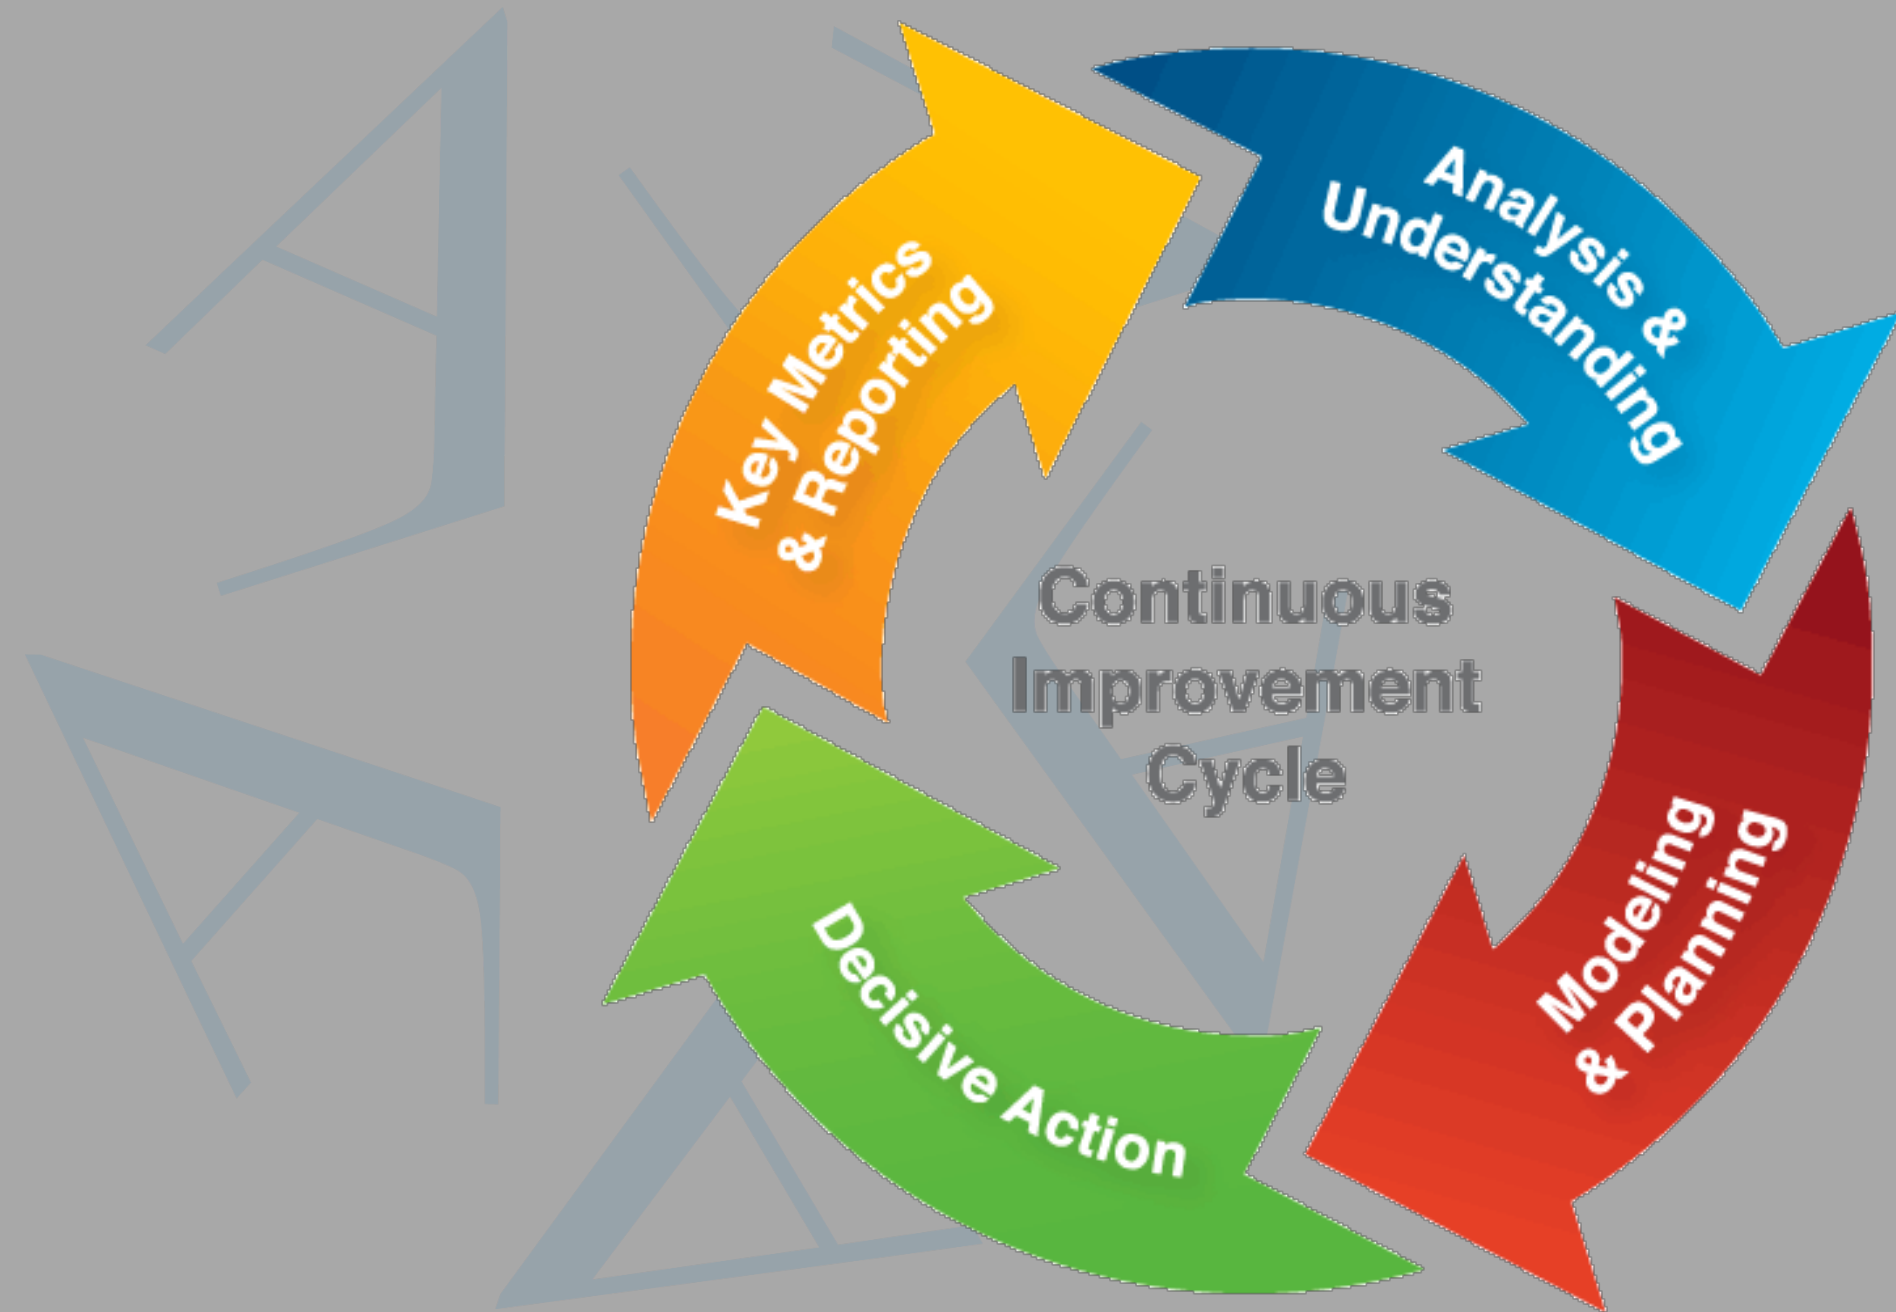 Key Metrics
& Reporting
Analysis &
Understanding
Continuous
Improvement
Cycle
Modeling
& Planning
Decisive Action